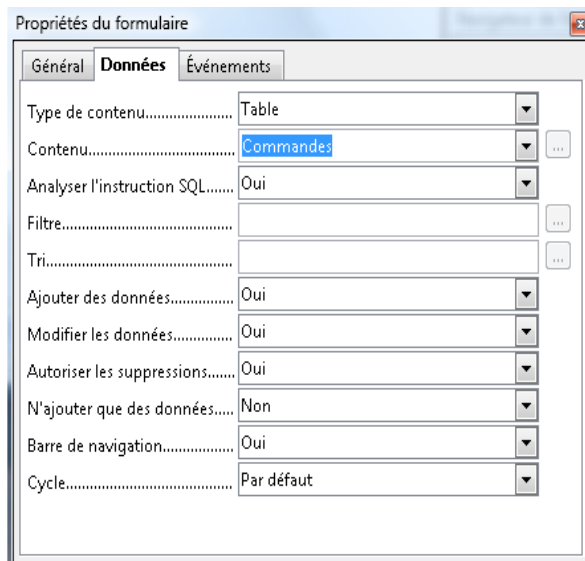 Propriétés du formulaire
Général Données Événements
Type de contenu...................... Table
Contenu.................................... Commandes
Analyser l'instruction SQL....... Oui
Filtre.........................................
Tri.............................................
Ajouter des données................ Oui
Modifier les données............... Oui
Autoriser les suppressions....... Oui
N'ajouter que des données..... Non
Barre de navigation.................. Oui
Cycle........................................ Par défaut